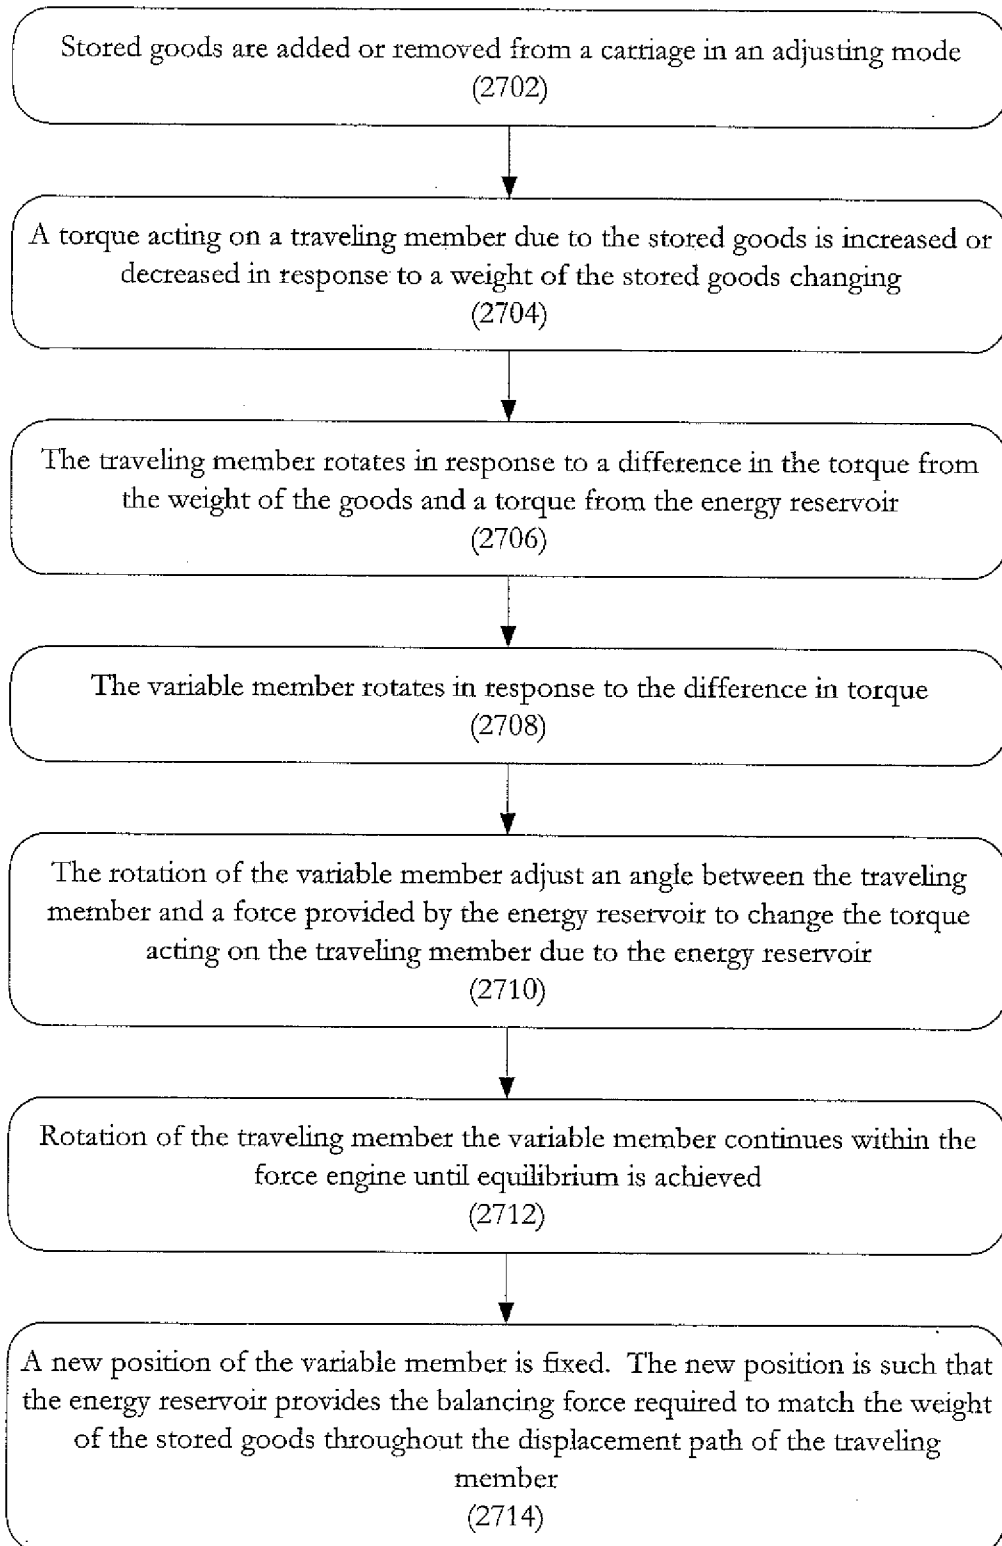 Stored goods are added or removed from a carriage in an adjusting mode
(2702)
A torque acting on a traveling member due to the stored goods is increased or
decreased in response to a weight of the stored goods changing
(2704)
The traveling member rotates in response to a difference in the torque from
the weight of the goods and a torque from the energy reservoir
(2706)
The variable member rotates in response to the difference in torque
(2708)
The rotation of the variable member adjust an angle between the traveling
member and a force provided by the energy reservoir to change the torque
acting on the traveling member due to the energy reservoir
(2710)
Rotation of the traveling member the variable member continues within the
force engine until equilibrium is achieved
(2712)
A new position of the variable member is fixed. The new position is such that
the energy reservoir provides the balancing force required to match the weight
of the stored goods throughout the displacement path of the traveling
member
(2714)